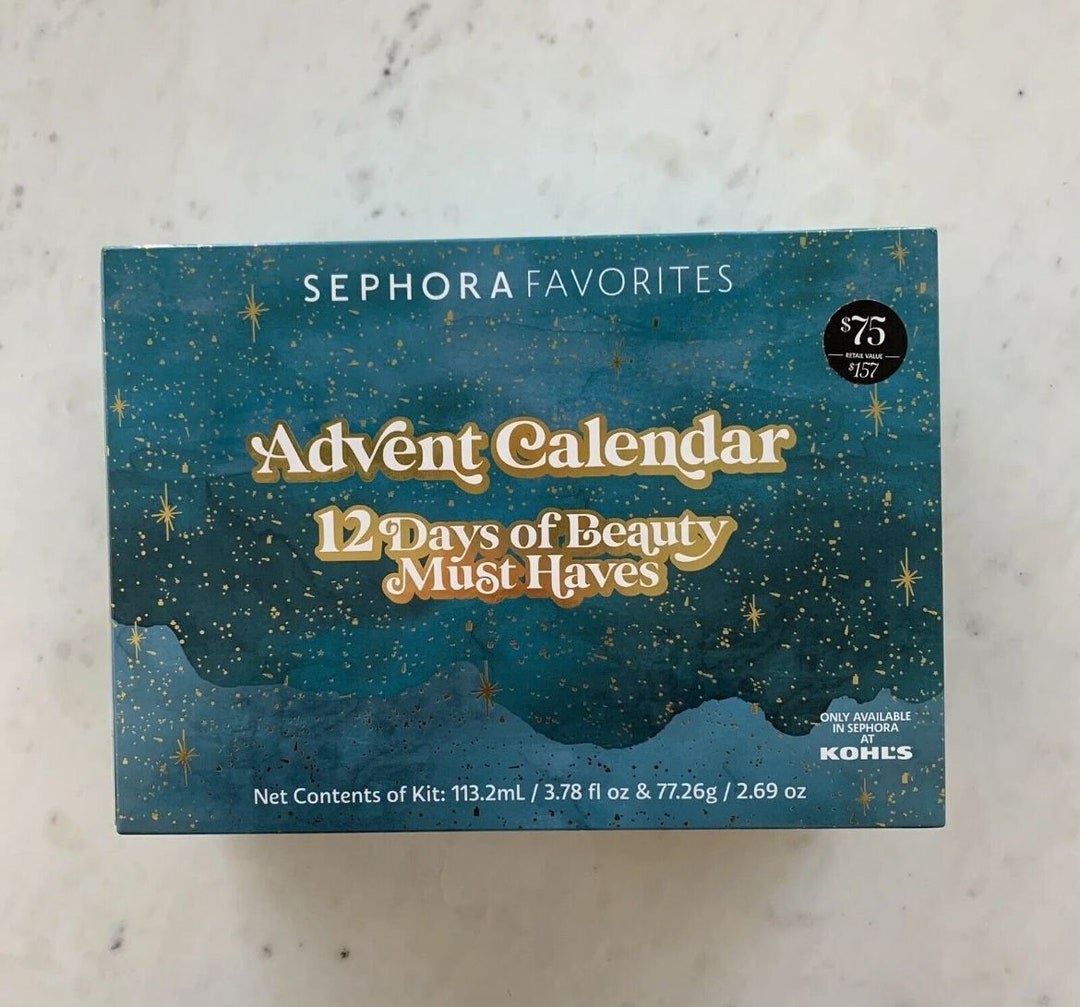 SEPHORA FAVORITES
$75
RETAIL VALUE
$157
Advent Calendar
12 Days of Beauty
Must Haves
ONLY AVAILABLE
IN SEPHORA
AT
KOHL'S
Net Contents of Kit: 113.2mL / 3.78 fl oz & 77.26g / 2.69 oz